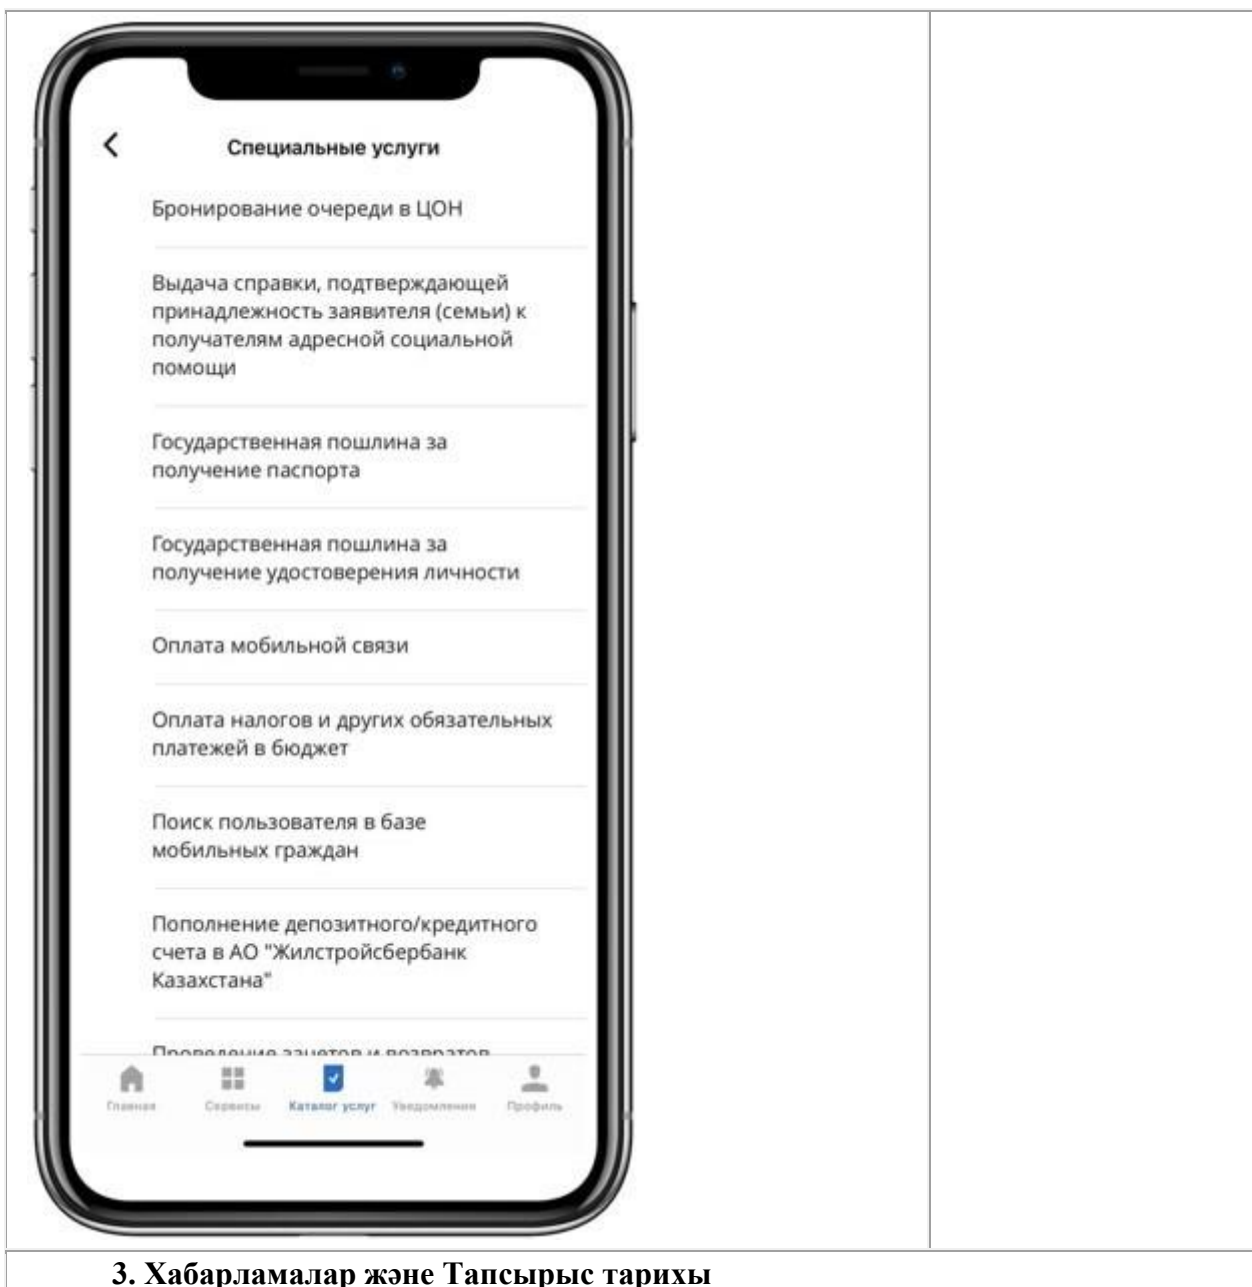 Специальные услуги
Бронирование очереди в ЦОН
Выдача справки, подтверждающей
принадлежность заявителя (семьи) к
получателям адресной социальной
помощи
Государственная пошлина за
получение паспорта
Государственная пошлина за
получение удостоверения личности
Оплата мобильной связи
Оплата налогов и других обязательных
платежей в бюджет
Поиск пользователя в базе
мобильных граждан
Пополнение депозитного/кредитного
счета в АО "Жилстройсбербанк
Казахстана"
Проведение зачетов и возвратов
Главная Сервисы Каталог услуг Уведомления Профиль
3. Хабарламалар және Тапсырыс тарихы